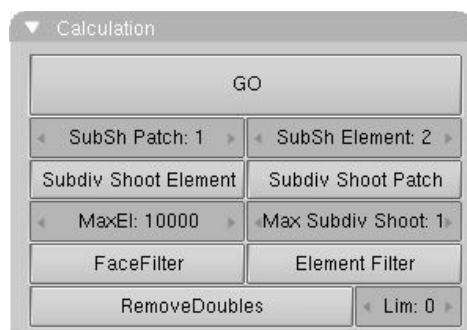 Calculation
GO
SubSh Patch: 1 SubSh Element: 2
Subdiv Shoot Element Subdiv Shoot Patch
MaxEl: 10000 Max Subdiv Shoot: 1
FaceFilter Element Filter
RemoveDoubles Lim: 0